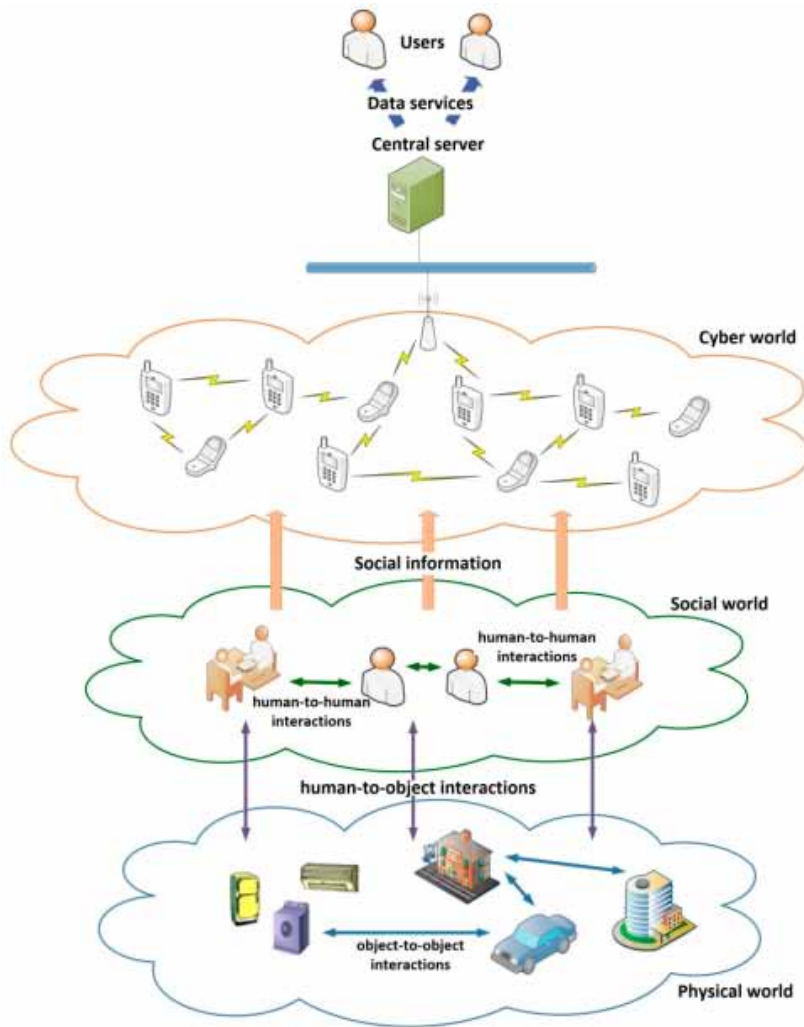 Users
Data services
Central server
Cyber world
Social information
Social world
human-to-human
interactions
human-to-human
interactions
human-to-object interactions
object-to-object
interactions
Physical world